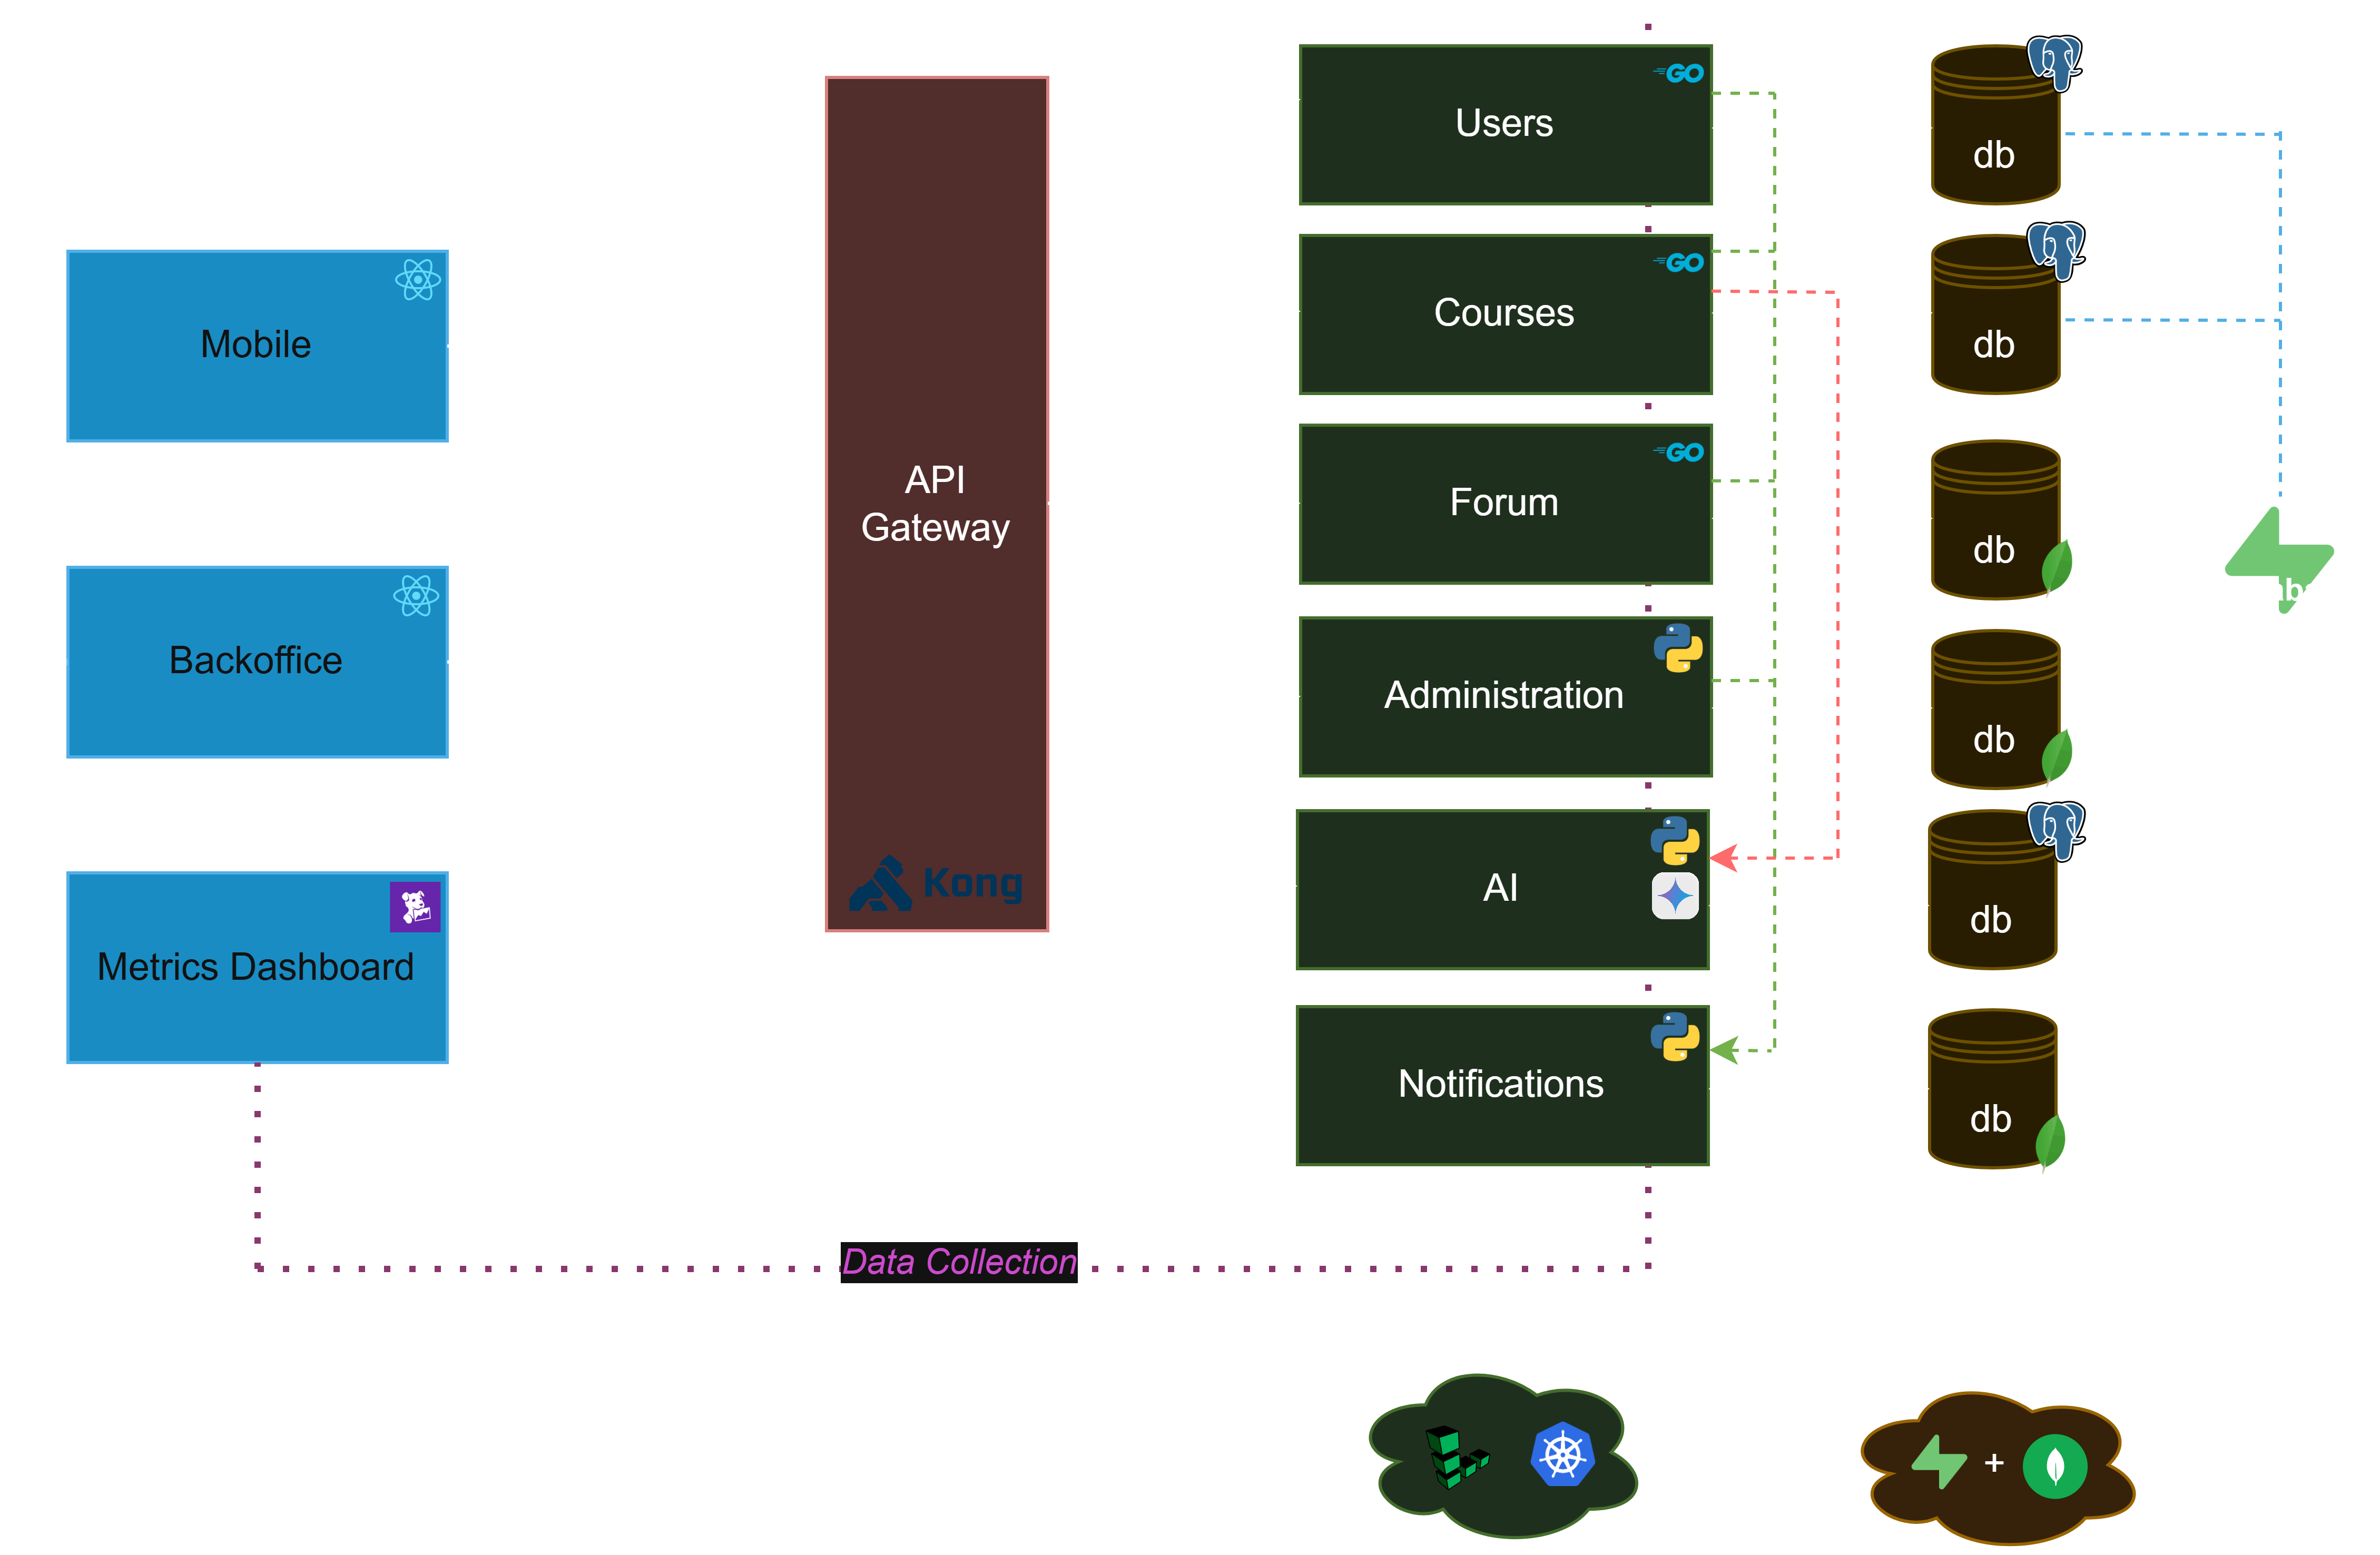 Mobile
Backoffice
Metrics Dashboard
API
Gateway
Kong
GO
Users
GO
Courses
GO
Forum
Administration
AI
Notifications
db
db
db
db
db
db
Data Collection
+